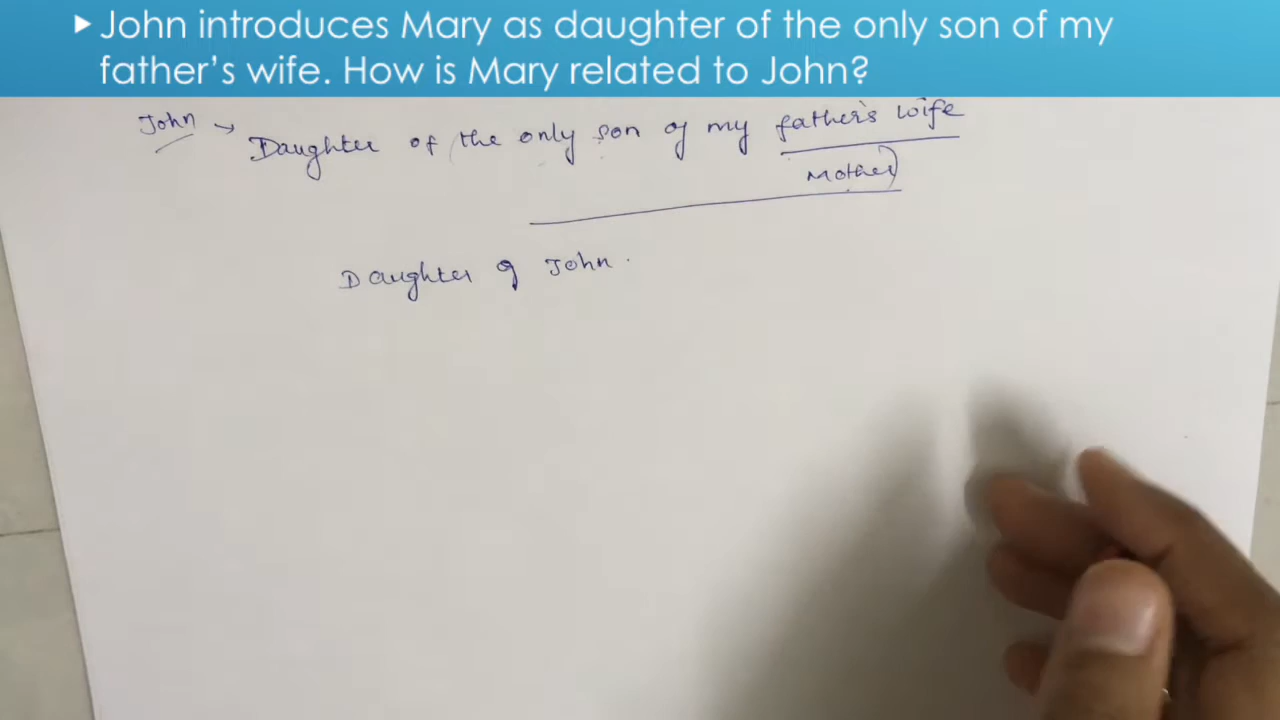 John introduces Mary as daughter of the only son of my
father’s wife. How is Mary related to John?
John → Daughter of the only son of my father's wife
Mother
Daughter of John.